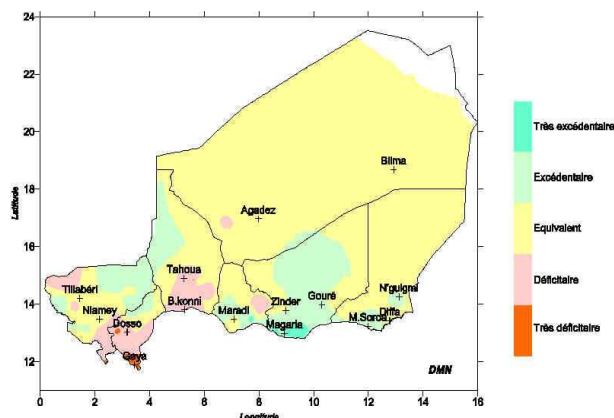 24
22
20
18
16
14
12
Latitude
0
2
4
6
8
10
12
14
16
Longitude
Bilma
Agadez
Tahoua
Tillabéri
B.konni
Niamey
Dosso
Gaya
Maradi
Zinder
Gouré
Magaria
N'guigmi
Diffa
M.Soroa
DMN
Très excédentaire
Excédentaire
Equivalent
Déficitaire
Très déficitaire